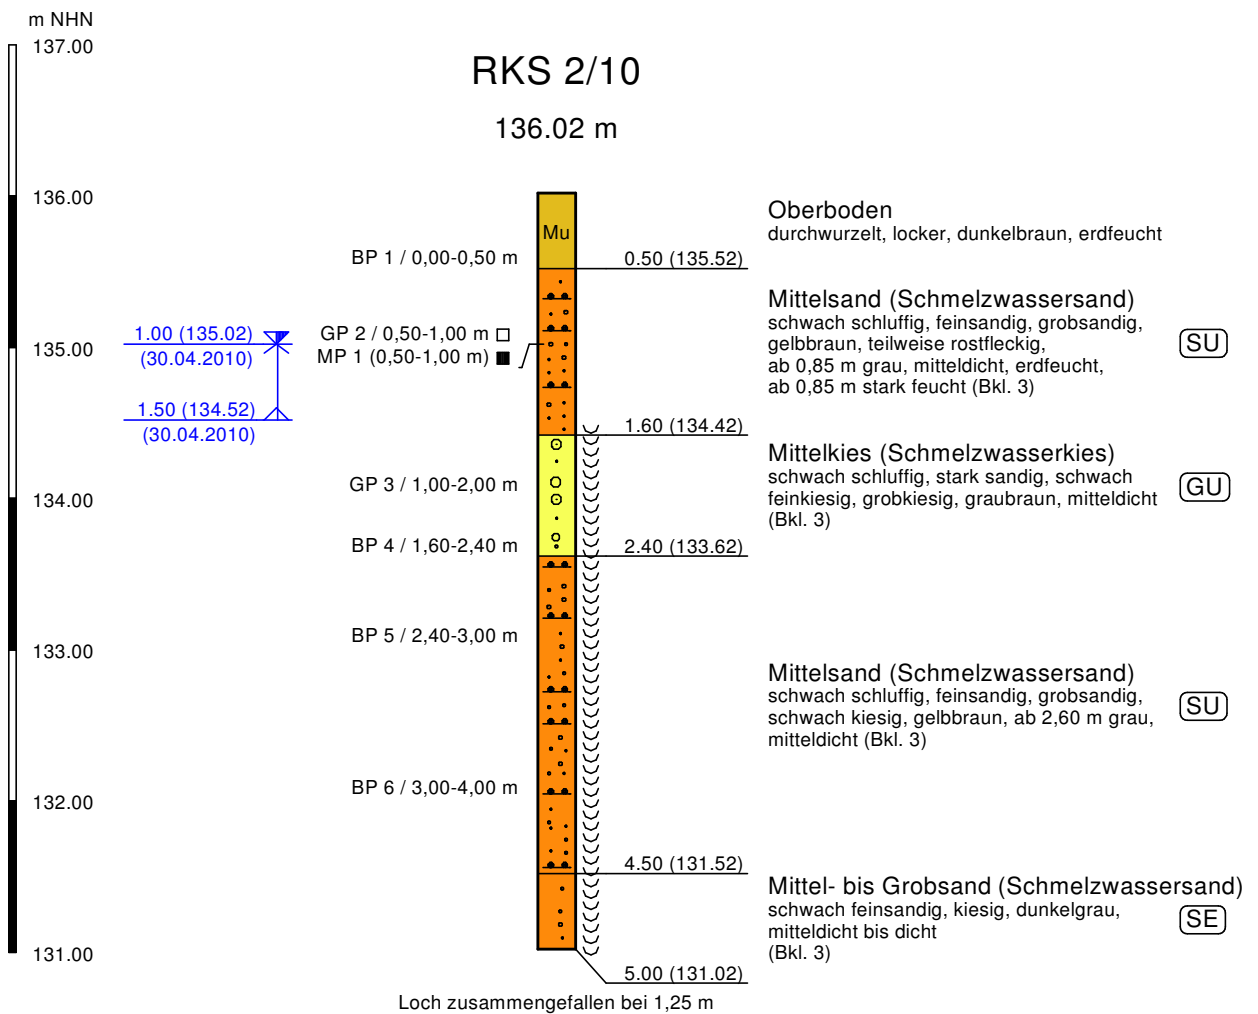 m NHN
137.00
RKS 2/10
136.02 m
136.00
Mu
BP 1 / 0,00-0,50 m
0.50 (135.52)
Oberboden
durchwurzelt, locker, dunkelbraun, erdfeucht
1.00 (135.02)
(30.04.2010)
1.50 (134.52)
(30.04.2010)
135.00
GP 2 / 0,50-1,00 m
MP 1 (0,50-1,00 m)
1.60 (134.42)
Mittelsand (Schmelzwassersand)
schwach schluffig, feinsandig, grobsandig,
gelbbraun, teilweise rostfleckig,
ab 0,85 m grau, mitteldicht, erdfeucht,
ab 0,85 m stark feucht (Bkl. 3)
SU
134.00
GP 3 / 1,00-2,00 m
BP 4 / 1,60-2,40 m
2.40 (133.62)
Mittelkies (Schmelzwasserkies)
schwach schluffig, stark sandig, schwach
feinkiesig, grobkiesig, graubraun, mitteldicht
(Bkl. 3)
GU
133.00
BP 5 / 2,40-3,00 m
132.00
BP 6 / 3,00-4,00 m
4.50 (131.52)
Mittelsand (Schmelzwassersand)
schwach schluffig, feinsandig, grobsandig,
schwach kiesig, gelbbraun, ab 2,60 m grau,
mitteldicht (Bkl. 3)
SU
131.00
5.00 (131.02)
Mittel- bis Grobsand (Schmelzwassersand)
schwach feinsandig, kiesig, dunkelgrau,
mitteldicht bis dicht
(Bkl. 3)
SE
Loch zusammengefallen bei 1,25 m